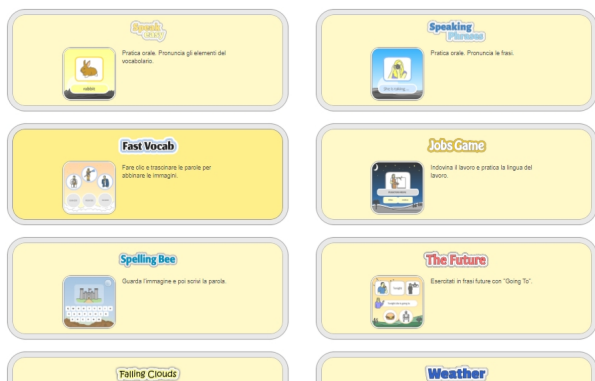 Speak
Pratica orale. Pronuncia gli elementi del
vocabolario.
rabbit
Speaking
Phrases
Pratica orale. Pronuncia le frasi.
Fast Vocab
Fare clic e trascinare le parole per
abbinare le immagini.
Jobs Game
Indovina il lavoro e pratica la lingua del
lavoro.
Spelling Bee
Guarda l'immagine e poi scrivi la parola.
The Future
Esercitati in frasi future con "Going To".
Falling Clouds
Weather